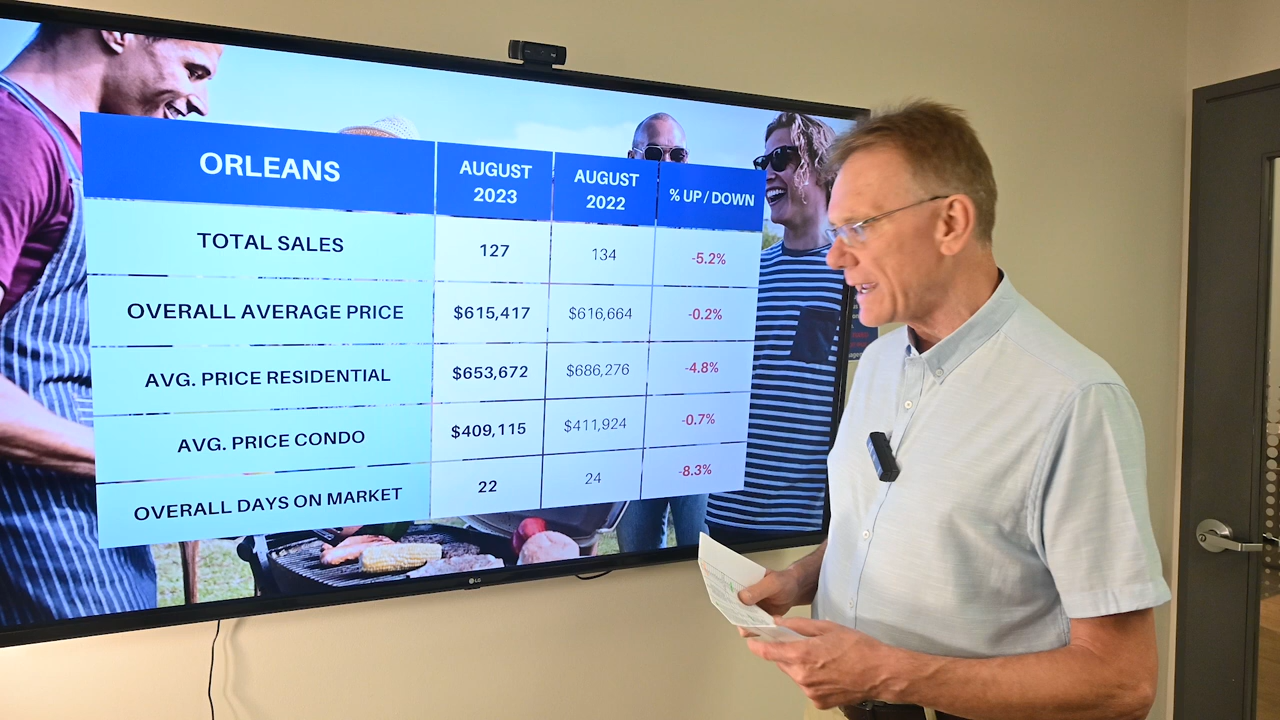 ORLEANS AUGUST 2023 AUGUST 2022 % UP / DOWN
TOTAL SALES 127 134 -5.2%
OVERALL AVERAGE PRICE $615,417 $616,664 -0.2%
AVG. PRICE RESIDENTIAL $653,672 $686,276 -4.8%
AVG. PRICE CONDO $409,115 $411,924 -0.7%
OVERALL DAYS ON MARKET 22 24 -8.3%
LG